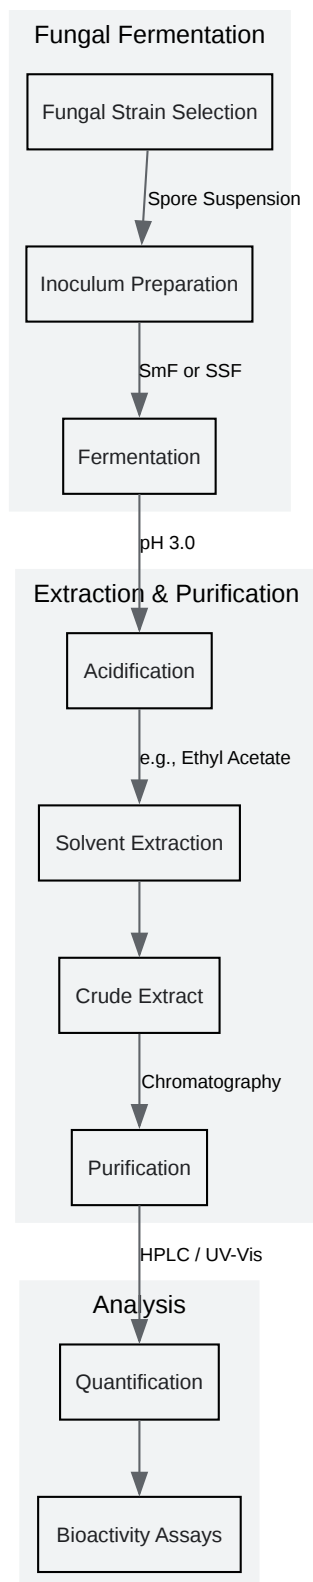 Fungal Fermentation
Fungal Strain Selection
Spore Suspension
Inoculum Preparation
SmF or SSF
Fermentation
pH 3.0
Extraction & Purification
Acidification
e.g., Ethyl Acetate
Solvent Extraction
Crude Extract
Chromatography
Purification
HPLC / UV-Vis
Analysis
Quantification
Bioactivity Assays